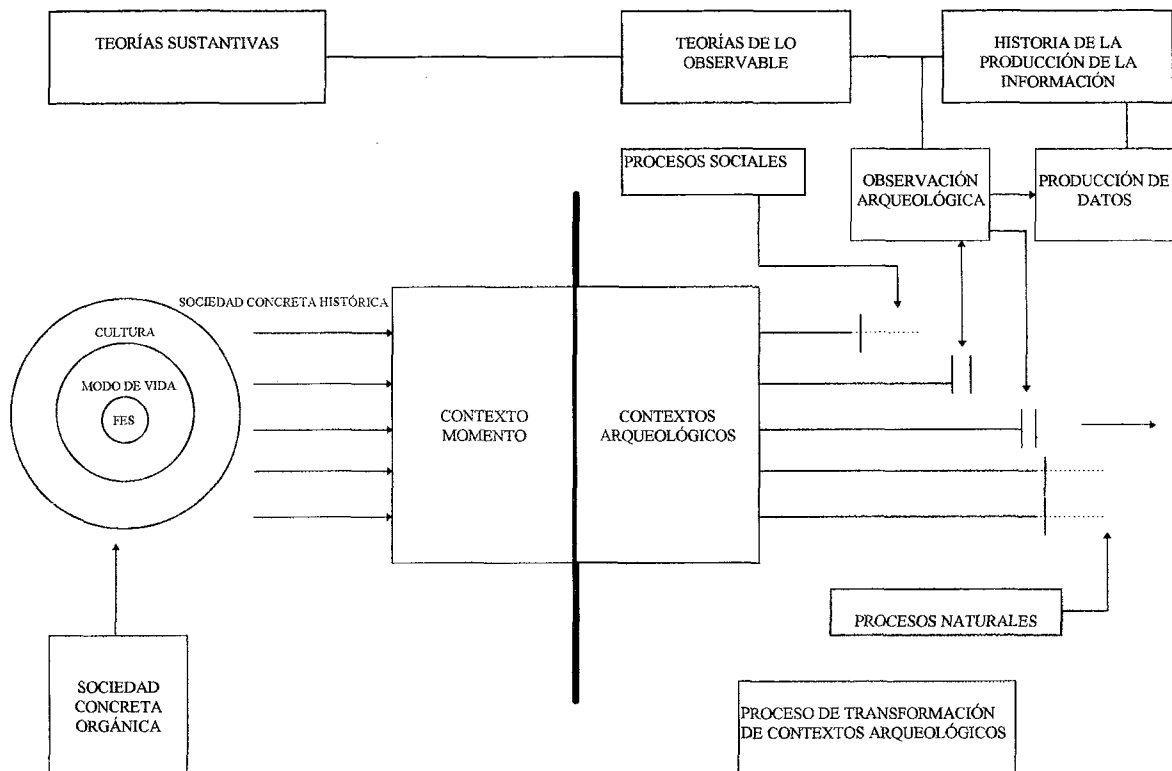 TEORÍAS SUSTANTIVAS
TEORÍAS DE LO
OBSERVABLE
HISTORIA DE LA
PRODUCCIÓN DE LA
INFORMACIÓN
PROCESOS SOCIALES
OBSERVACIÓN
ARQUEOLÓGICA
PRODUCCIÓN DE
DATOS
SOCIEDAD CONCRETA HISTÓRICA
CULTURA
MODO DE VIDA
FES
CONTEXTO
MOMENTO
CONTEXTOS
ARQUEOLÓGICOS
PROCESOS NATURALES
SOCIEDAD
CONCRETA
ORGÁNICA
PROCESO DE TRANSFORMACIÓN
DE CONTEXTOS ARQUEOLÓGICOS